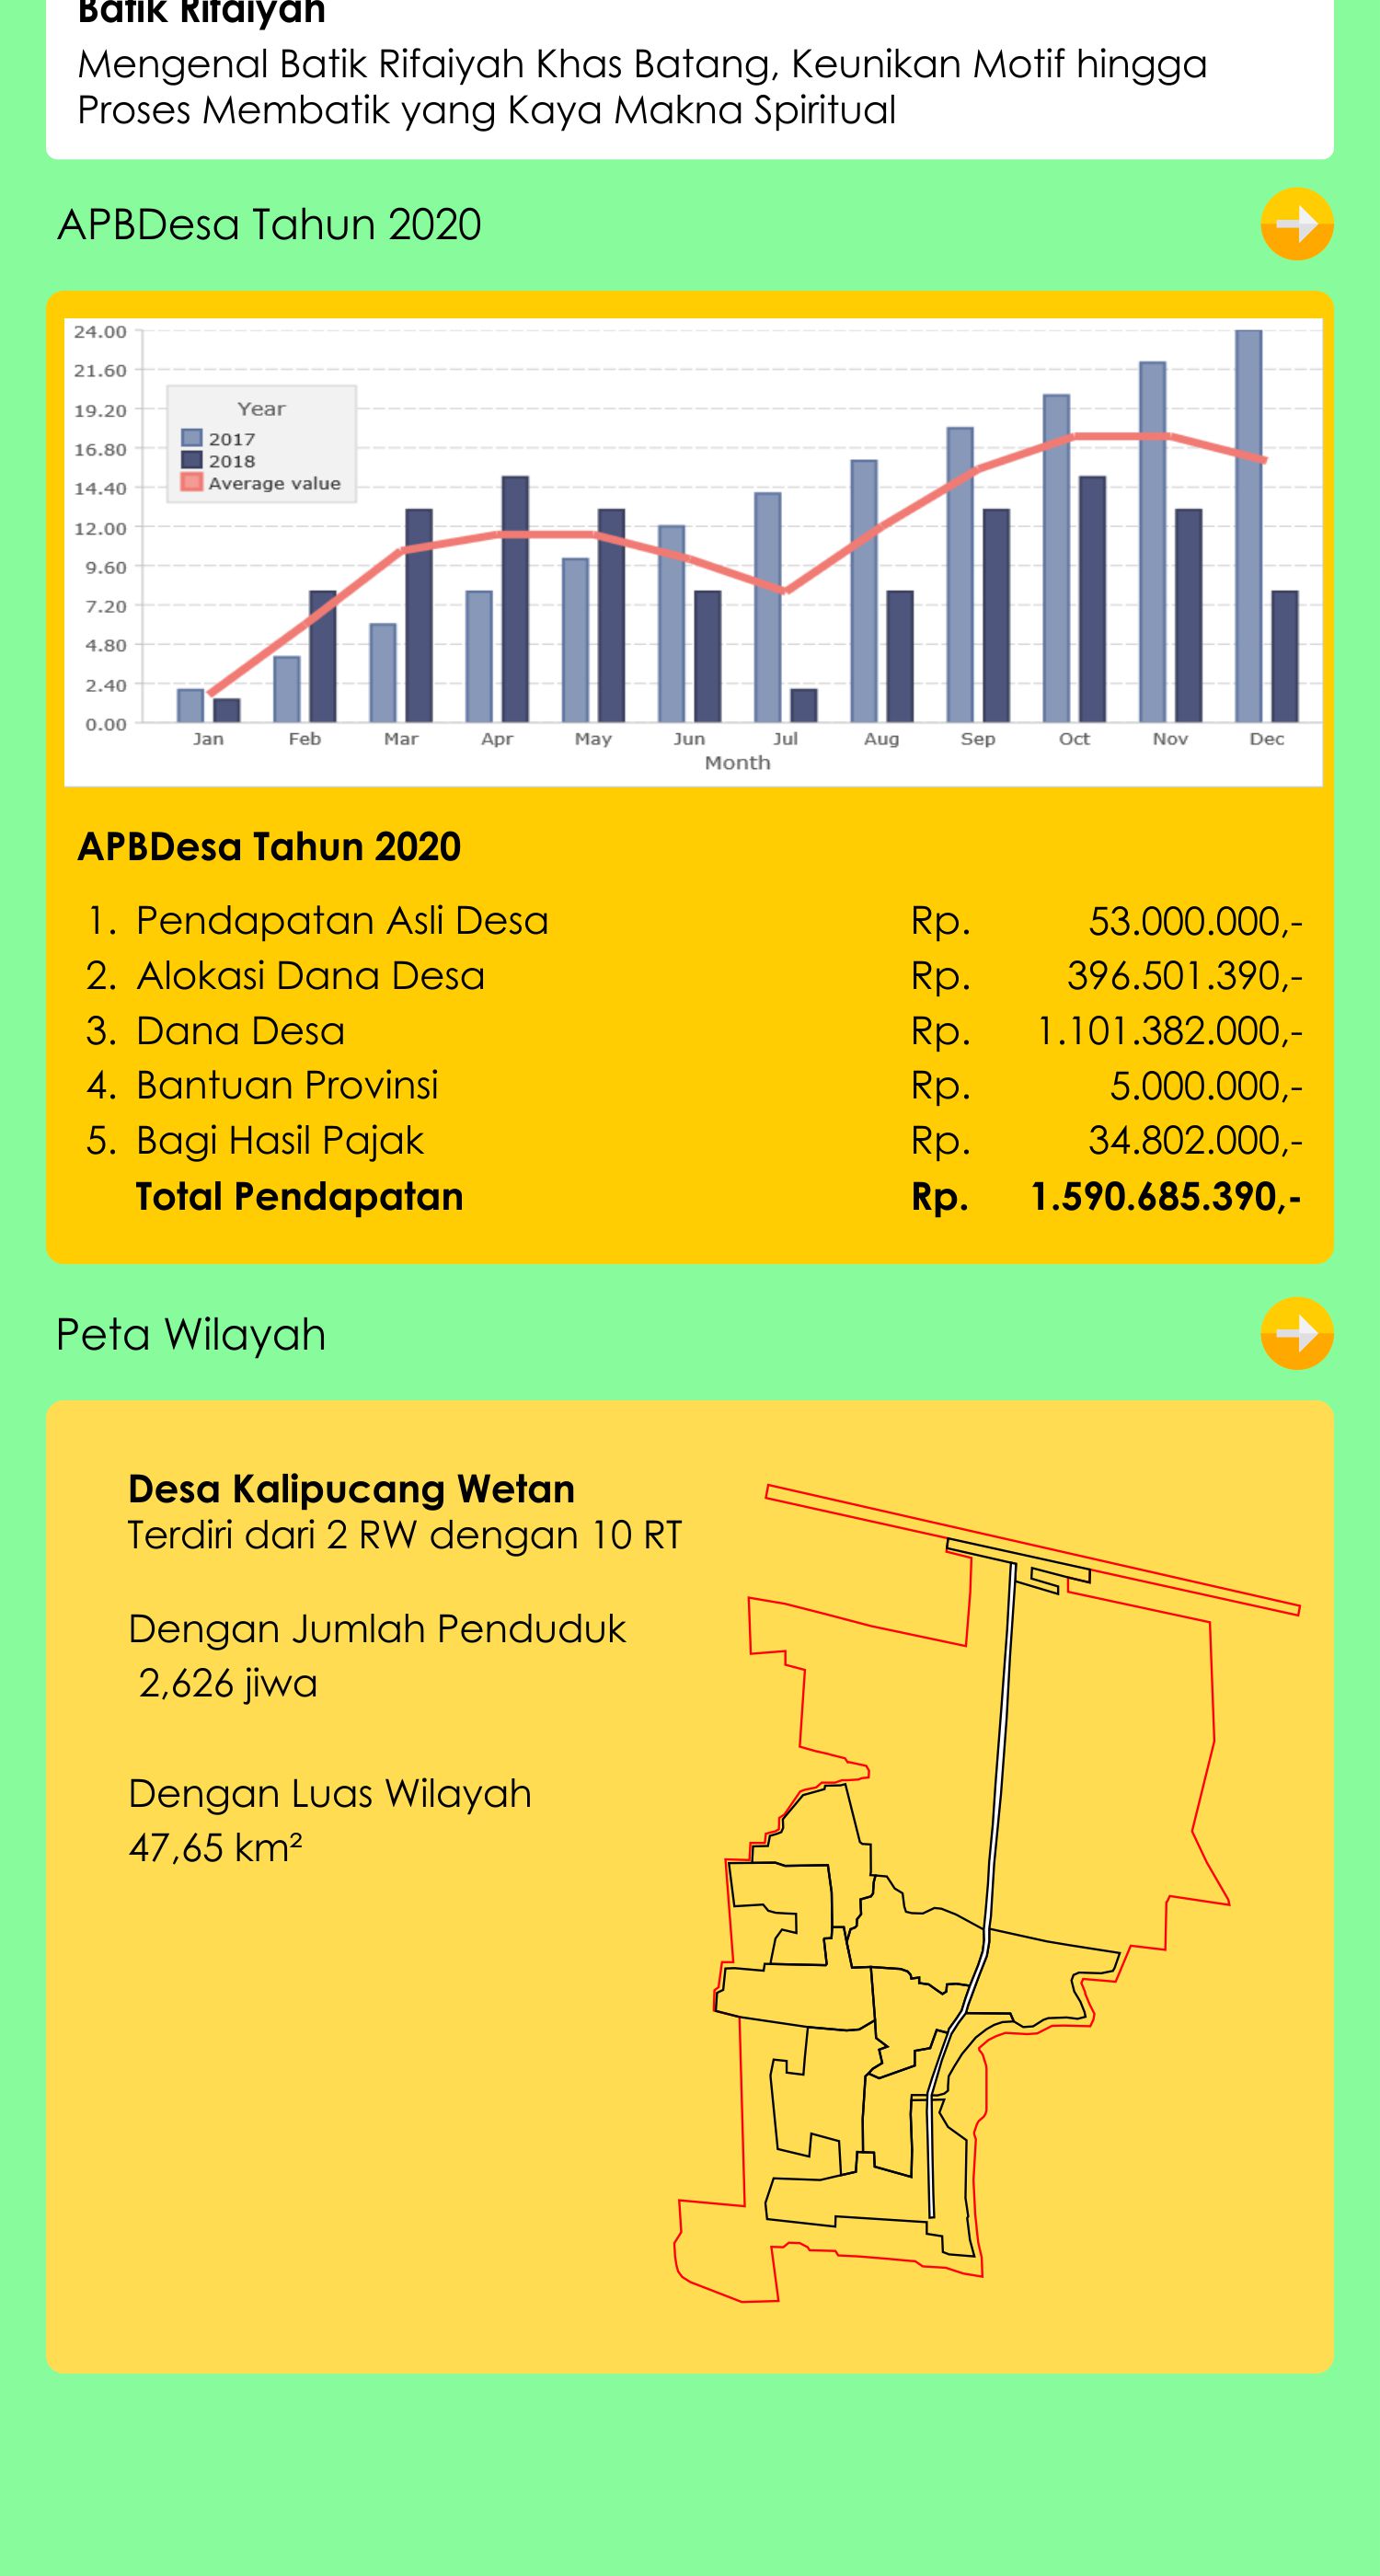 Batik Rifaiyah
Mengenal Batik Rifaiyah Khas Batang, Keunikan Motif hingga
Proses Membatik yang Kaya Makna Spiritual
APBDesa Tahun 2020
24.00
21.60
19.20
16.80
14.40
12.00
9.60
7.20
4.80
2.40
0.00
Year
2017
2018
Average value
Jan Feb Mar Apr May Jun Jul Aug Sep Oct Nov Dec
Month
APBDesa Tahun 2020
1. Pendapatan Asli Desa Rp. 53.000.000,-
2. Alokasi Dana Desa Rp. 396.501.390,-
3. Dana Desa Rp. 1.101.382.000,-
4. Bantuan Provinsi Rp. 5.000.000,-
5. Bagi Hasil Pajak Rp. 34.802.000,-
Total Pendapatan Rp. 1.590.685.390,-
Peta Wilayah
Desa Kalipucang Wetan
Terdiri dari 2 RW dengan 10 RT
Dengan Jumlah Penduduk
2,626 jiwa
Dengan Luas Wilayah
47,65 km²